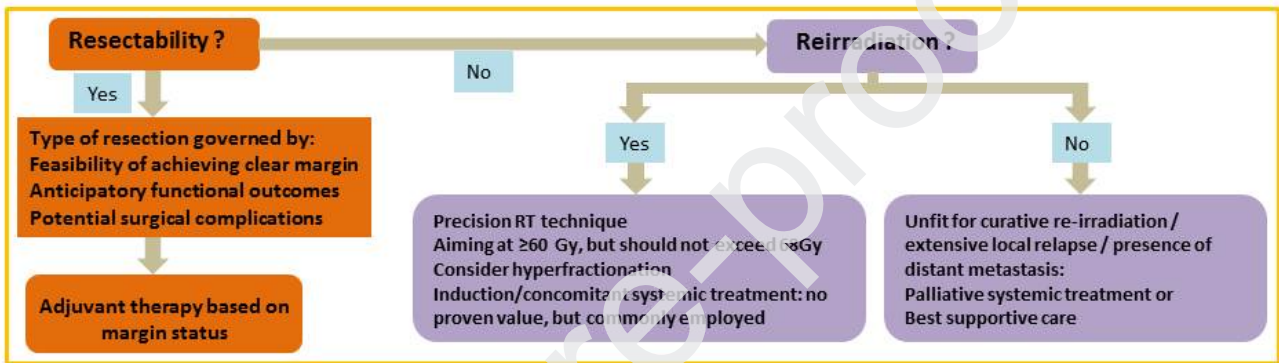 Resectability ?
Reirradiation ?
No
Yes
Type of resection governed by:
Feasibility of achieving clear margin
Anticipatory functional outcomes
Potential surgical complications
Adjuvant therapy based on
margin status
Yes
No
Precision RT technique
Aiming at ≥60 Gy, but should not exceed 68Gy
Consider hyperfractionation
Induction/concomitant systemic treatment: no
proven value, but commonly employed
Unfit for curative re-irradiation /
extensive local relapse / presence of
distant metastasis:
Palliative systemic treatment or
Best supportive care
re-proo